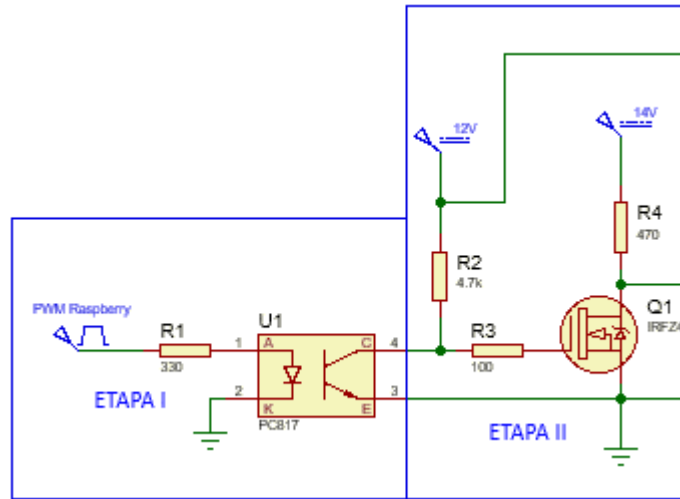 12V
14V
R4
470
R2
4.7k
Q1
IRFZ4
PWM Raspberry
R1
330
U1
A
C
1
4
R3
100
2
3
K
E
PC817
ETAPA I
ETAPA II